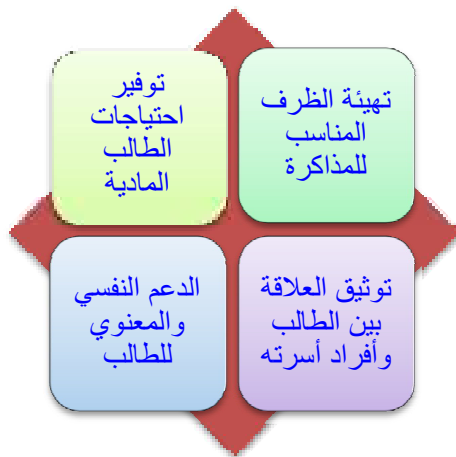 تهيئة الظرف
المناسب
للمذاكرة
توفير
احتياجات
الطالب
المادية
توثيق العلاقة
بين الطالب
وأفراد أسرته
الدعم النفسي
والمعنوي
للطالب